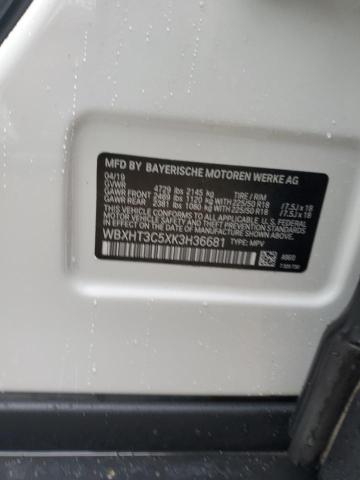 MFD BY BAYERISCHE MOTOREN WERKE AG
04/19
GVWR 4729 lbs 2145 kg TIRE / RIM
GAWR FRONT 2469 lbs 1120 kg WITH 225/50 R18 / 7.5J x 18
GAWR REAR 2381 lbs 1080 kg WITH 225/50 R18 / 7.5J x 18
THIS VEHICLE CONFORMS TO ALL APPLICABLE
U.S. FEDERAL MOTOR VEHICLE SAFETY, BUMPER, AND
THEFT PREVENTION STANDARDS IN EFFECT ON THE
DATE OF MANUFACTURE SHOWN ABOVE.
WBXHT3C5XK3H36681 TYPE: MPV